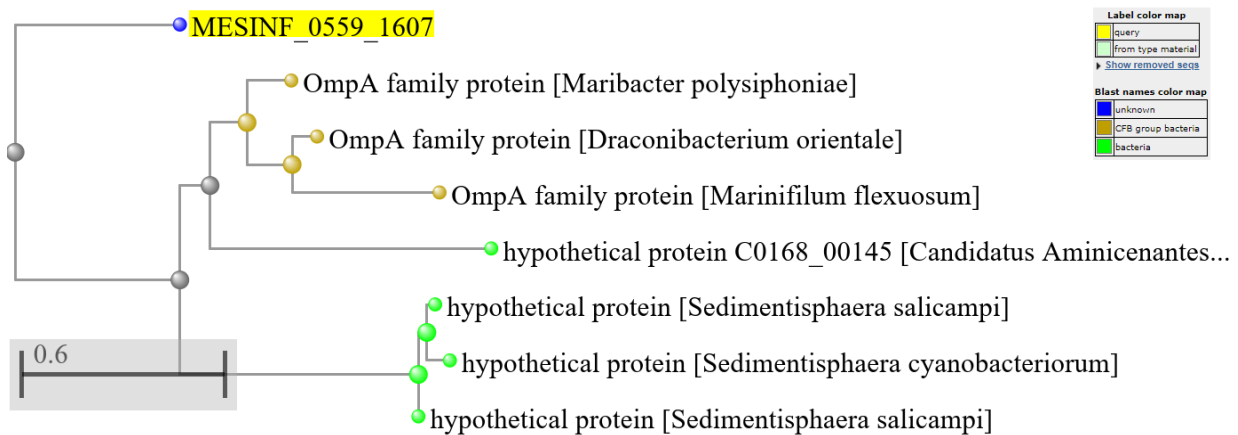 MESINF_0559_1607
OmpA family protein [Maribacter polysiphoniae]
OmpA family protein [Draconibacterium orientale]
OmpA family protein [Marinifilum flexuosum]
hypothetical protein C0168_00145 [Candidatus Aminicenantes...
hypothetical protein [Sedimentisphaera salicampi]
hypothetical protein [Sedimentisphaera cyanobacteriorum]
hypothetical protein [Sedimentisphaera salicampi]
0.6
Label color map
query
from type material
Show removed seqs
Blast names color map
unknown
CFB group bacteria
bacteria